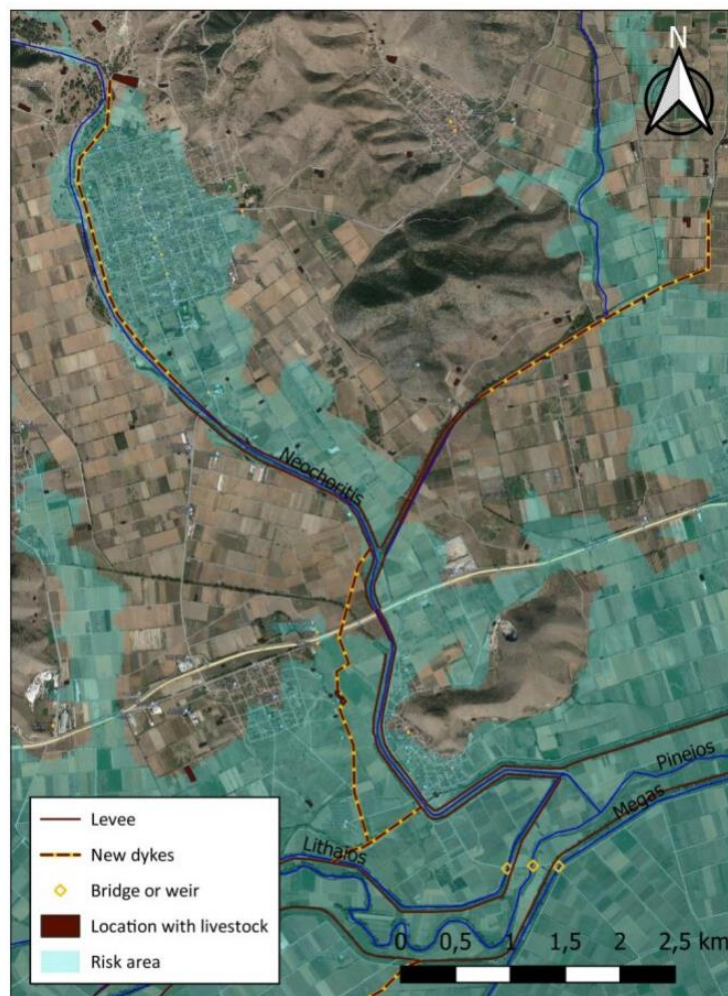 N
Neochoritis
Pineios
Megas
Lithaios
Levee
New dykes
Bridge or weir
Location with livestock
Risk area
0 0,5 1 1,5 2 2,5 km